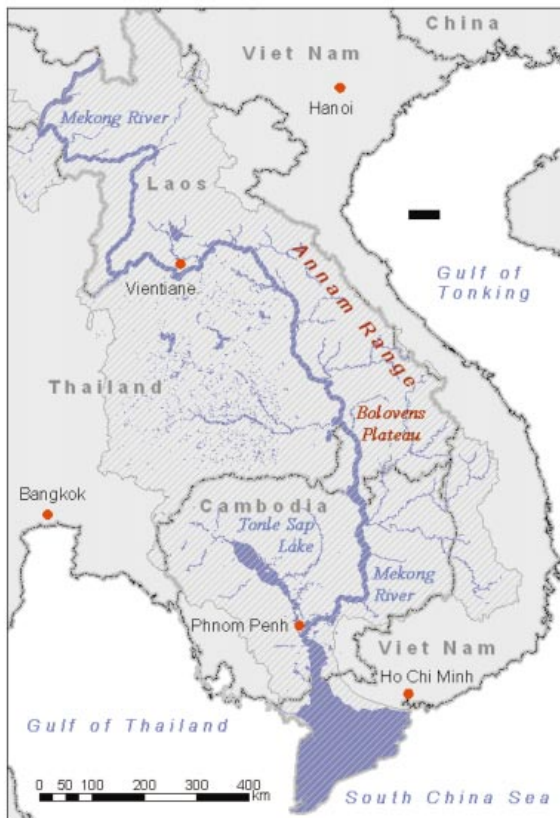 China
Viet Nam
Hanoi
Mekong River
Laos
Gulf of
Tonking
Annam Range
Vientiane
Thailand
Bolovens
Plateau
Bangkok
Cambodia
Tonle Sap
Lake
Mekong
River
Phnom Penh
Viet Nam
Ho Chi Minh
Gulf of Thailand
0 50 100 200 300 400
km
South China Sea